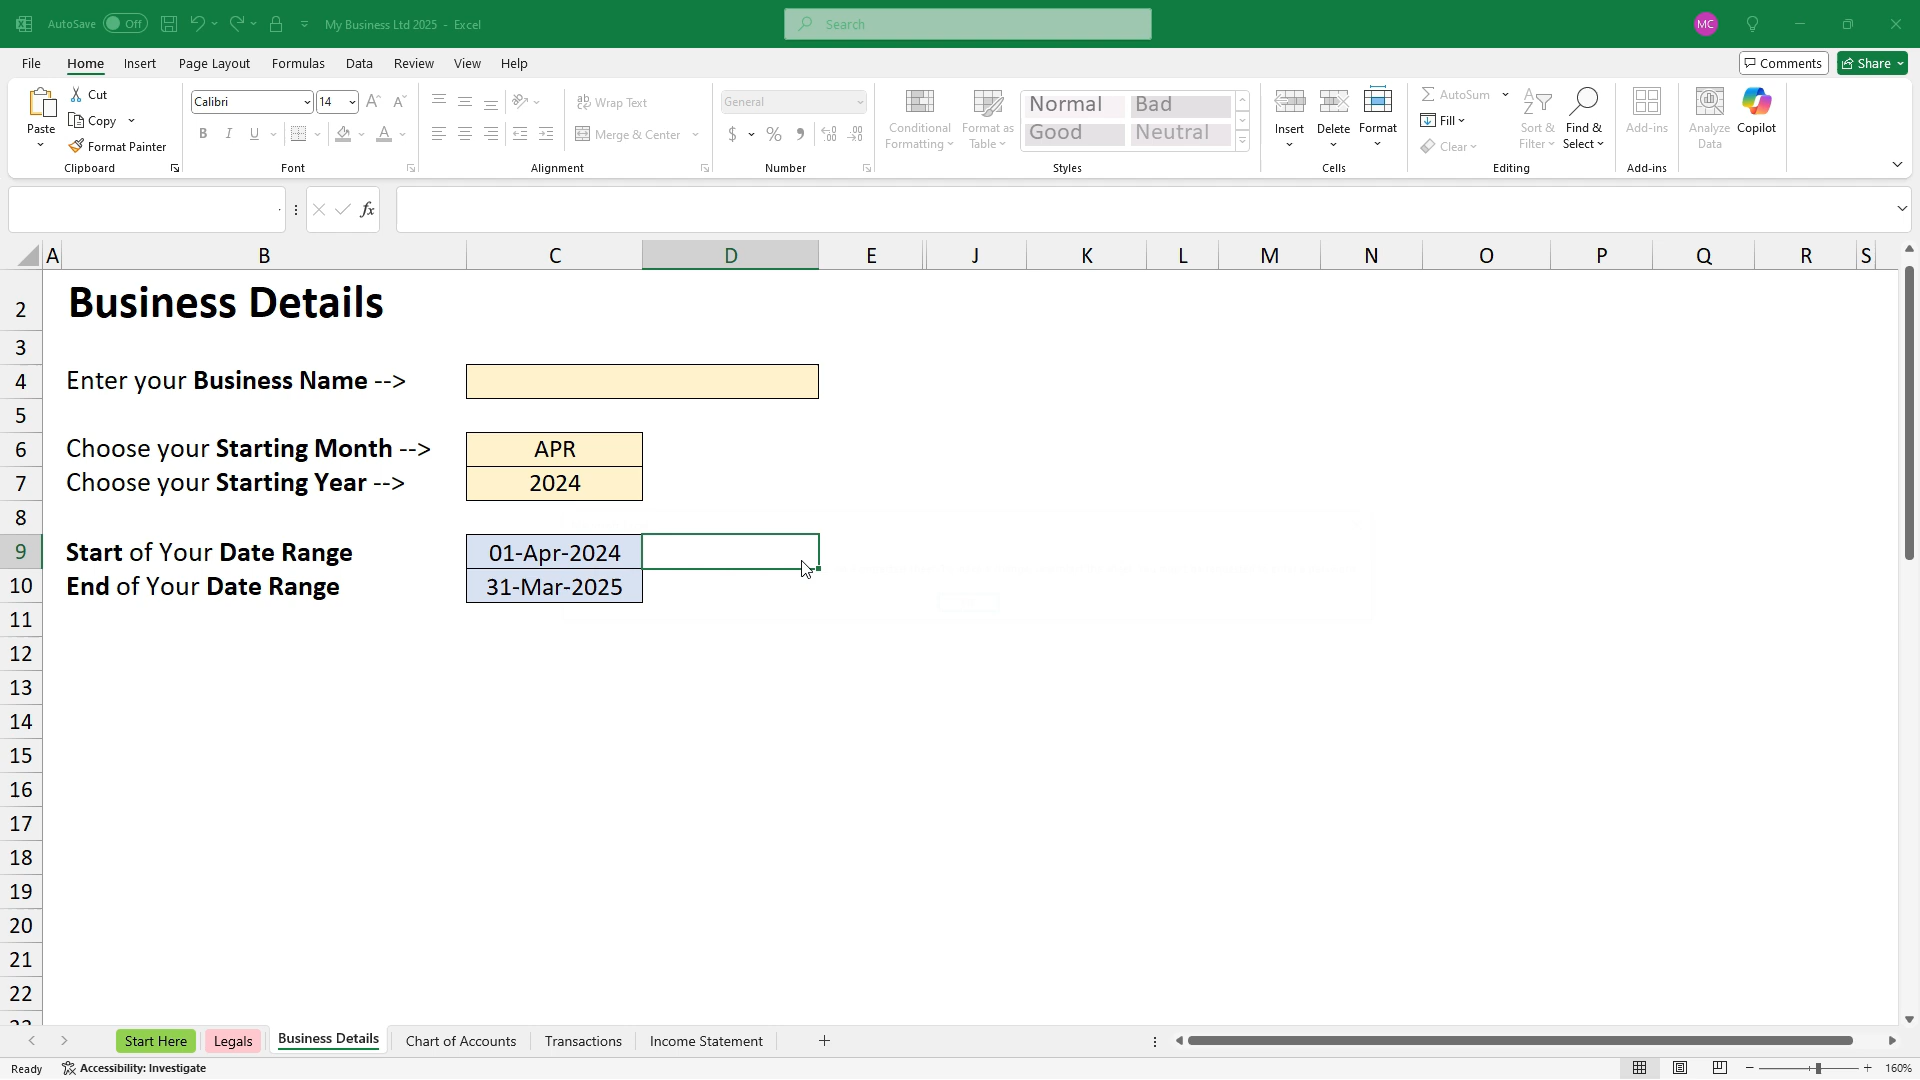 AutoSave Off My Business Ltd 2025 - Excel Search MC
File Home Insert Page Layout Formulas Data Review View Help Comments Share
Paste Cut Copy Format Painter Clipboard
Calibri 14 B I U A Font
Wrap Text Merge & Center Alignment
General $ % Number
Conditional Formatting Format as Table Normal Bad Good Neutral Styles
Insert Delete Format Cells
AutoSum Fill Clear Sort & Filter Find & Select Editing
Add-ins Add-ins
Analyze Data Copilot
fx
A B C D E J K L M N O P Q R S
2 Business Details
3
4 Enter your Business Name -->
5
6 Choose your Starting Month --> APR
7 Choose your Starting Year --> 2024
8
9 Start of Your Date Range 01-Apr-2024
10 End of Your Date Range 31-Mar-2025
11
12
13
14
15
16
17
18
19
20
21
22
Start Here Legals Business Details Chart of Accounts Transactions Income Statement
Ready Accessibility: Investigate 160%